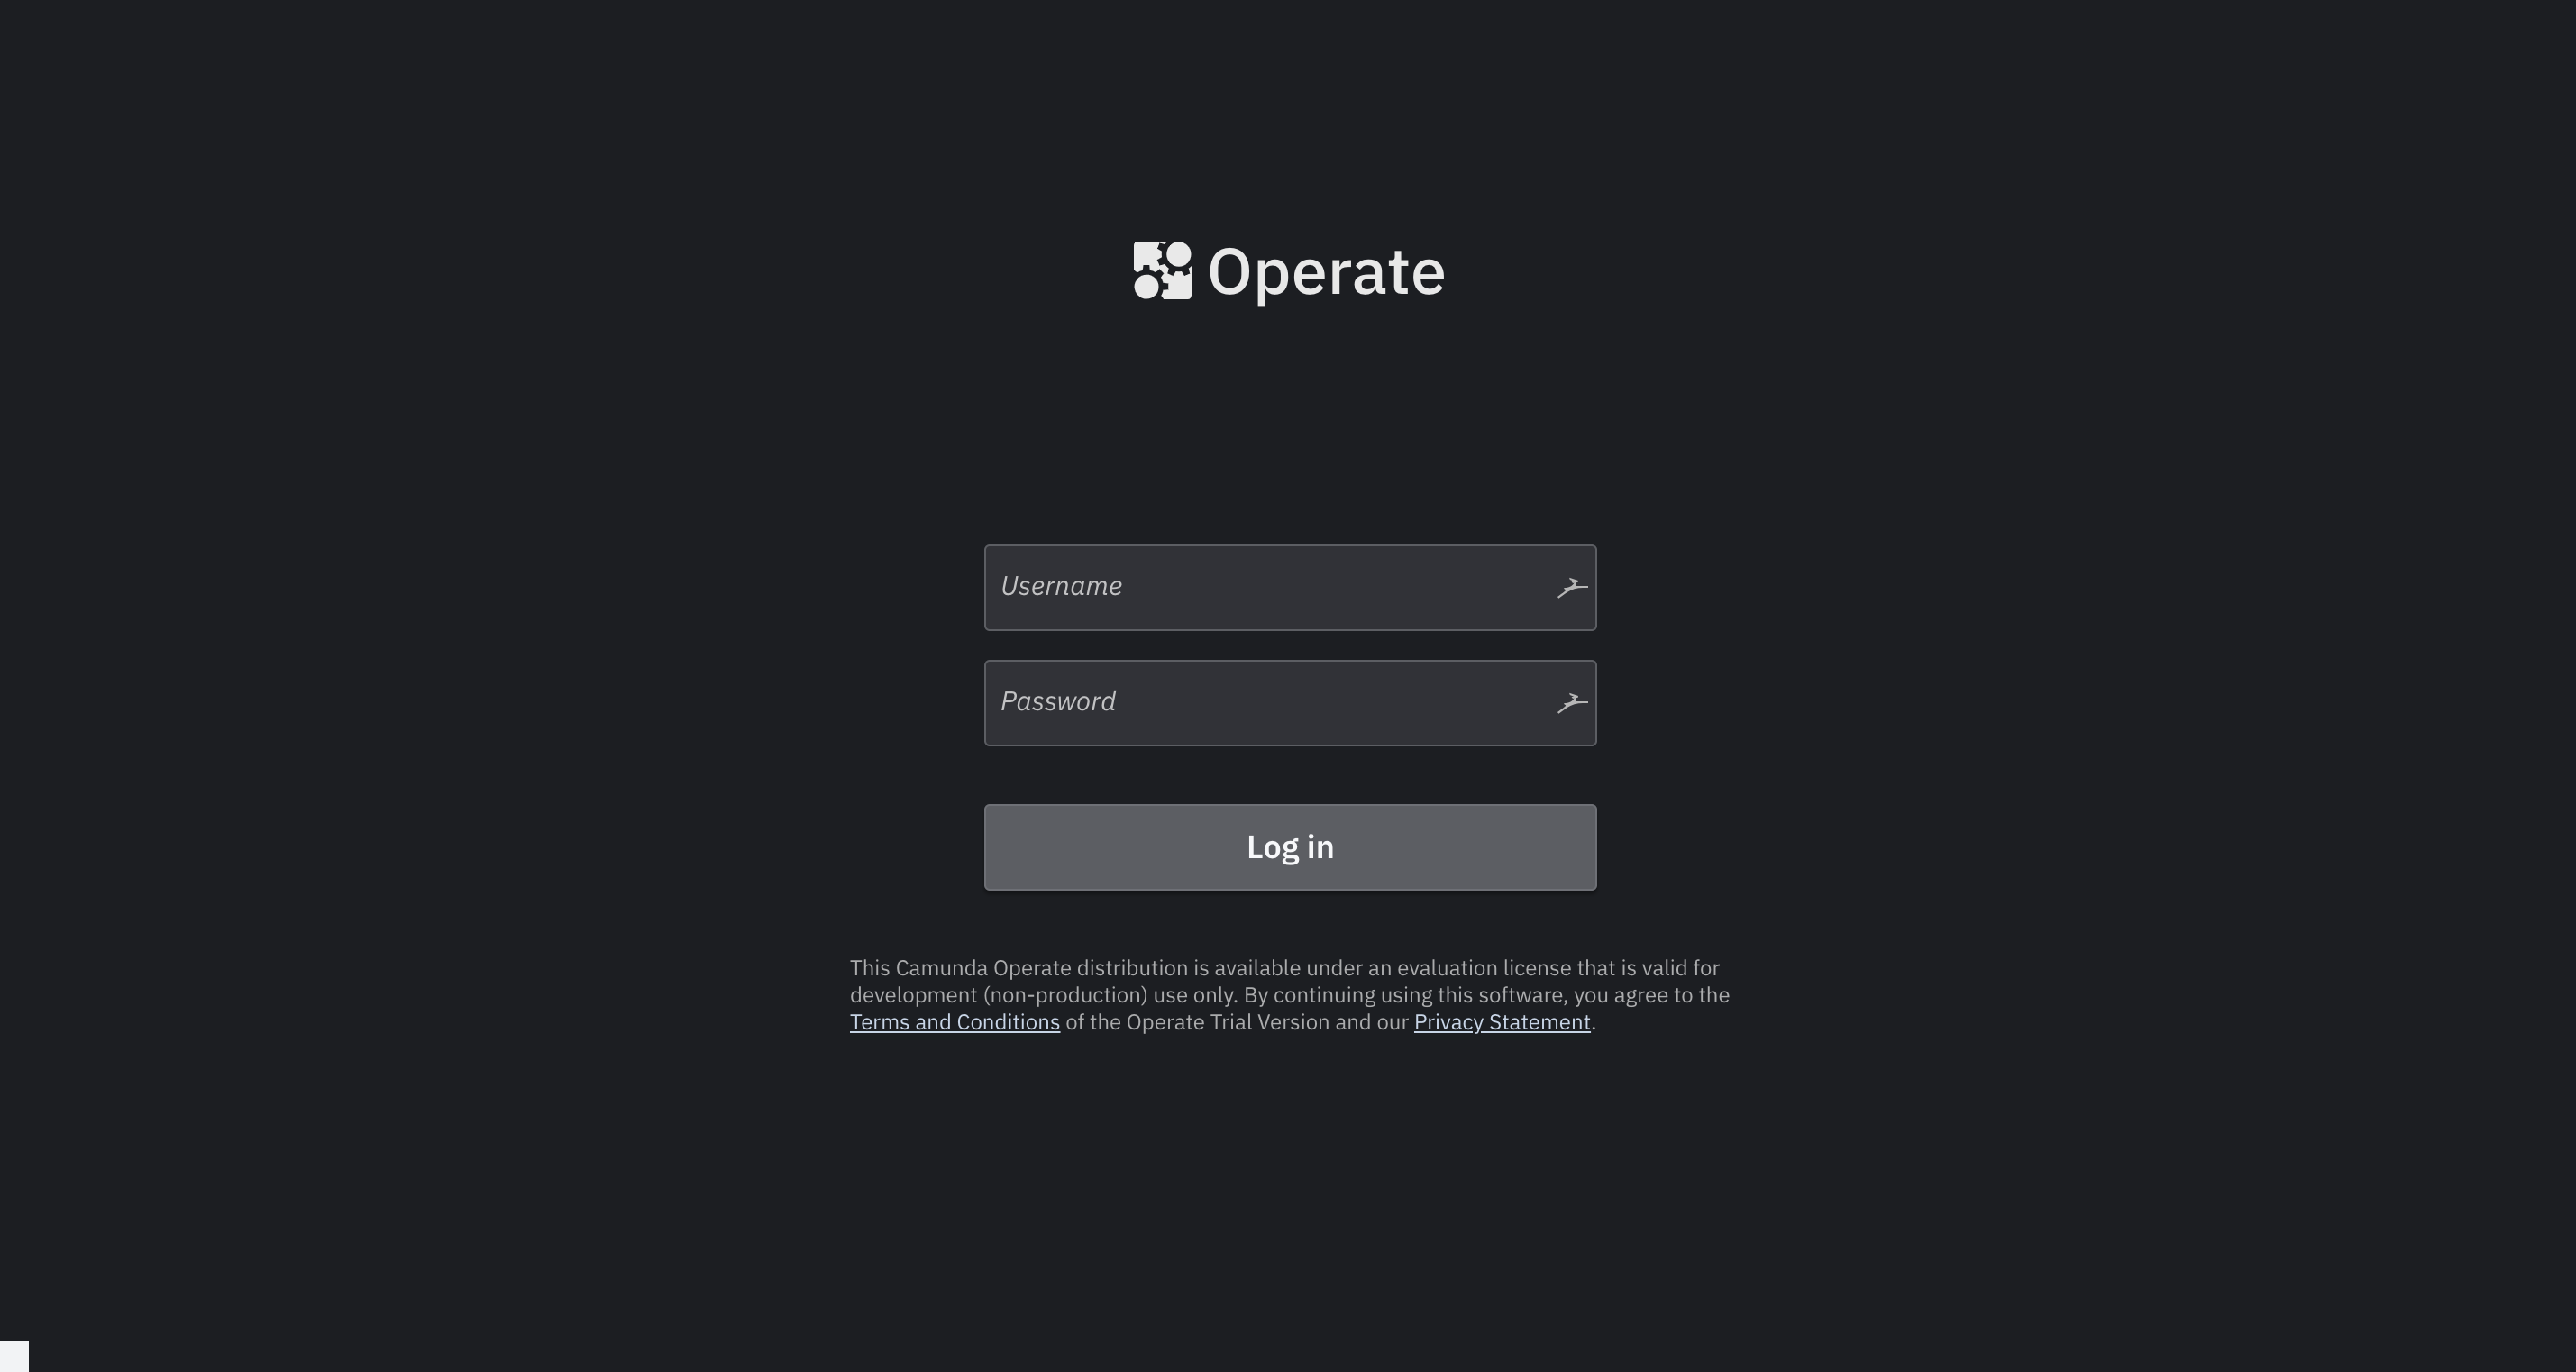 Operate
Username
Password
Log in
This Camunda Operate distribution is available under an evaluation license that is valid for
development (non-production) use only. By continuing using this software, you agree to the
Terms and Conditions of the Operate Trial Version and our Privacy Statement.